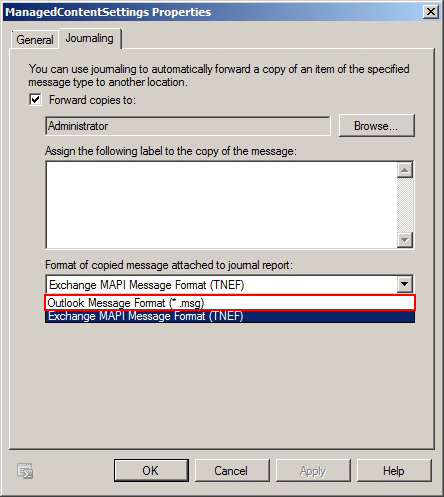 ManagedContentSettings Properties
General
Journaling
You can use journaling to automatically forward a copy of an item of the specified
message type to another location.
Forward copies to:
Administrator
Browse...
Assign the following label to the copy of the message:
Format of copied message attached to journal report:
Exchange MAPI Message Format (TNEF)
Outlook Message Format (* .msg)
Exchange MAPI Message Format (TNEF)
OK
Cancel
Apply
Help